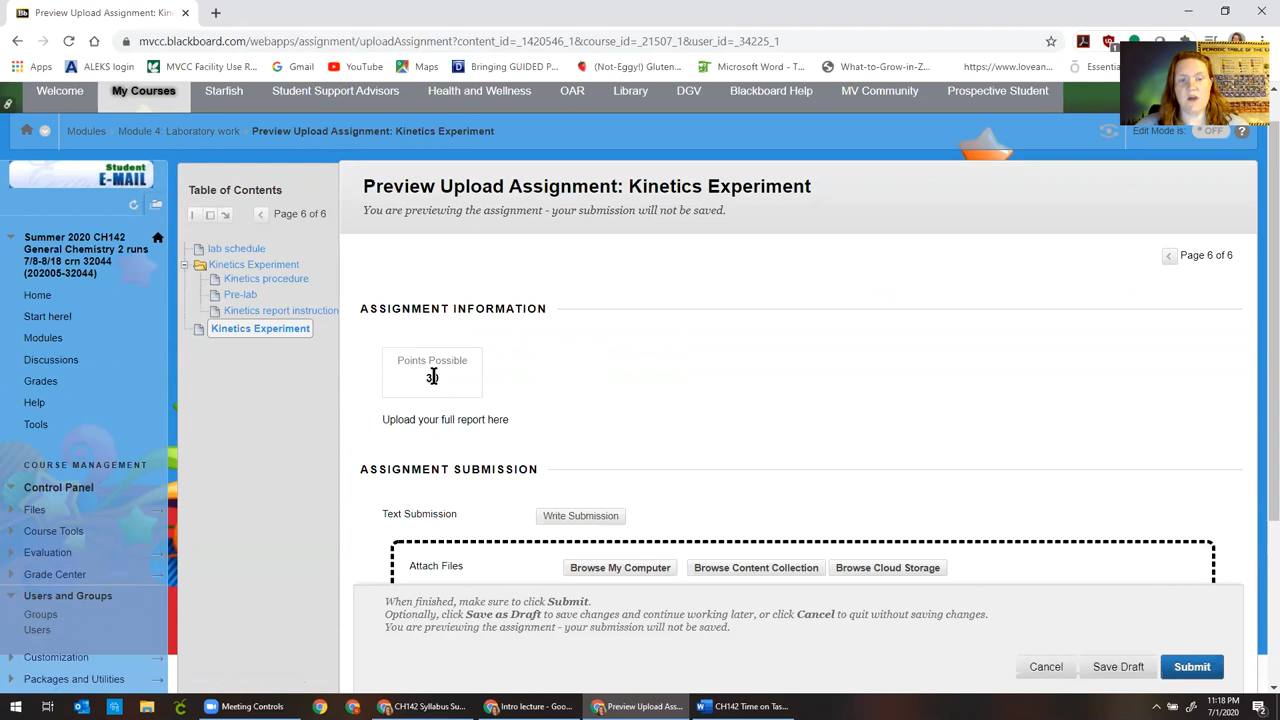 Preview Upload Assignment: Kin
mvcc.blackboard.com/webapps/assignment/uploadAssignment?content_id=_1420546_1&course_id=_21507_1&user_id=_34225_1
Apps
ALEKS login
MVCC Facility Use R...
Gmail
YouTube
Maps
Bringing GUIDED P...
(Not-Eggy!) Gluten...
Microsoft Word - T...
What-to-Grow-in-Z...
https://www.lovean...
Essentia
Welcome
My Courses
Starfish
Student Support Advisors
Health and Wellness
OAR
Library
DGV
Blackboard Help
MV Community
Prospective Student
Modules
Module 4: Laboratory work
Preview Upload Assignment: Kinetics Experiment
Edit Mode is:
OFF
?
Student
E-MAIL
Summer 2020 CH142
General Chemistry 2 runs
7/8-8/18 crn 32044
(202005-32044)
Home
Start here!
Modules
Discussions
Grades
Help
Tools
COURSE MANAGEMENT
Control Panel
Files
Course Tools
Evaluation
Grade Center
Users and Groups
Groups
Users
Customization
Packages and Utilities
Table of Contents
Page 6 of 6
lab schedule
Kinetics Experiment
Kinetics procedure
Pre-lab
Kinetics report instruction
Kinetics Experiment
Preview Upload Assignment: Kinetics Experiment
You are previewing the assignment - your submission will not be saved.
Page 6 of 6
ASSIGNMENT INFORMATION
Points Possible
30
Upload your full report here
ASSIGNMENT SUBMISSION
Text Submission
Write Submission
Attach Files
Browse My Computer
Browse Content Collection
Browse Cloud Storage
When finished, make sure to click Submit.
Optionally, click Save as Draft to save changes and continue working later, or click Cancel to quit without saving changes.
You are previewing the assignment - your submission will not be saved.
Cancel
Save Draft
Submit
Meeting Controls
CH142 Syllabus Su...
Intro lecture - Goo...
Preview Upload Ass...
CH142 Time on Tas...
11:18 PM
7/1/2020